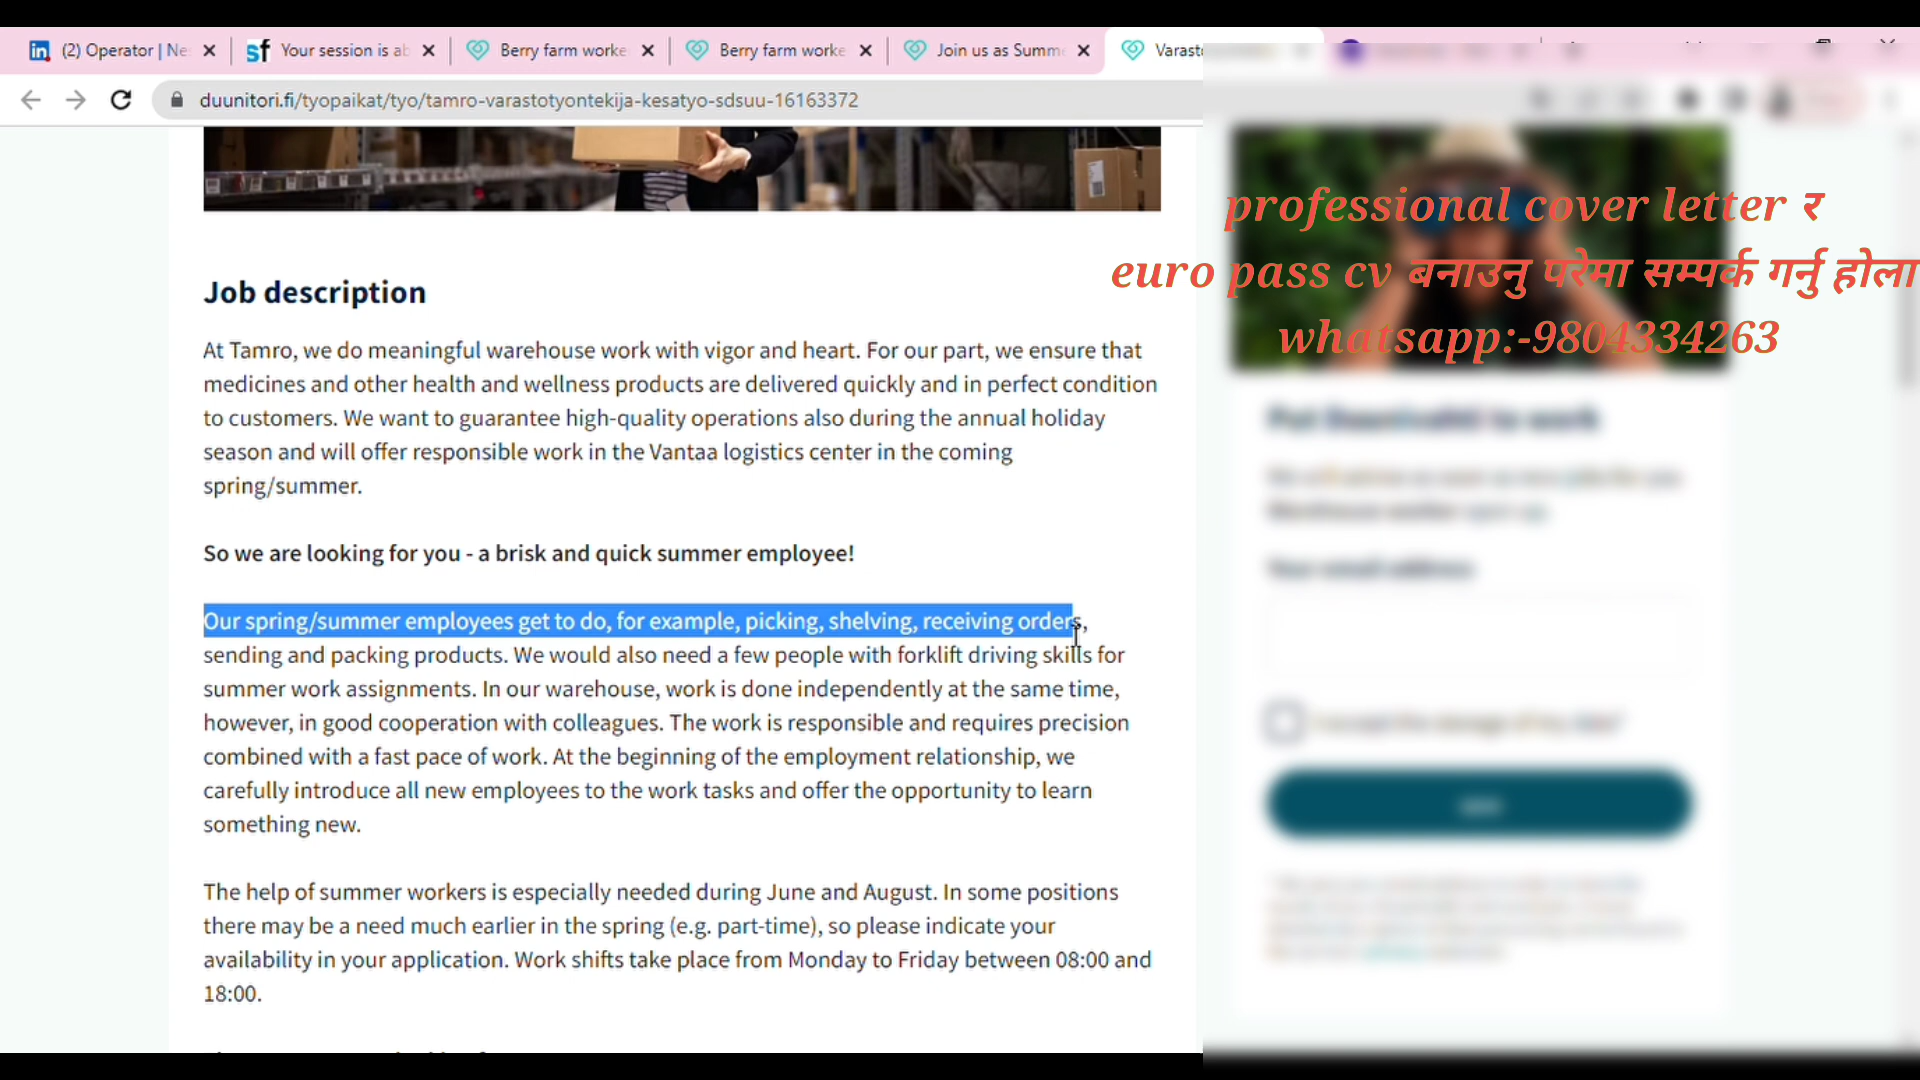 (2) Operator | Ne
Your session is ab
Berry farm worke
Berry farm worke
Join us as Summ
Varast
duunitori.fi/tyopaikat/tyo/tamro-varastotyontekija-kesatyo-sdsuu-16163372
professional cover letter र
euro pass cv बनाउनु परेमा सम्पर्क गर्नु होला
whatsapp:-9804334263
Job description
At Tamro, we do meaningful warehouse work with vigor and heart. For our part, we ensure that
medicines and other health and wellness products are delivered quickly and in perfect condition
to customers. We want to guarantee high-quality operations also during the annual holiday
season and will offer responsible work in the Vantaa logistics center in the coming
spring/summer.
So we are looking for you - a brisk and quick summer employee!
Our spring/summer employees get to do, for example, picking, shelving, receiving orders,
sending and packing products. We would also need a few people with forklift driving skills for
summer work assignments. In our warehouse, work is done independently at the same time,
however, in good cooperation with colleagues. The work is responsible and requires precision
combined with a fast pace of work. At the beginning of the employment relationship, we
carefully introduce all new employees to the work tasks and offer the opportunity to learn
something new.
The help of summer workers is especially needed during June and August. In some positions
there may be a need much earlier in the spring (e.g. part-time), so please indicate your
availability in your application. Work shifts take place from Monday to Friday between 08:00 and
18:00.
Your email address